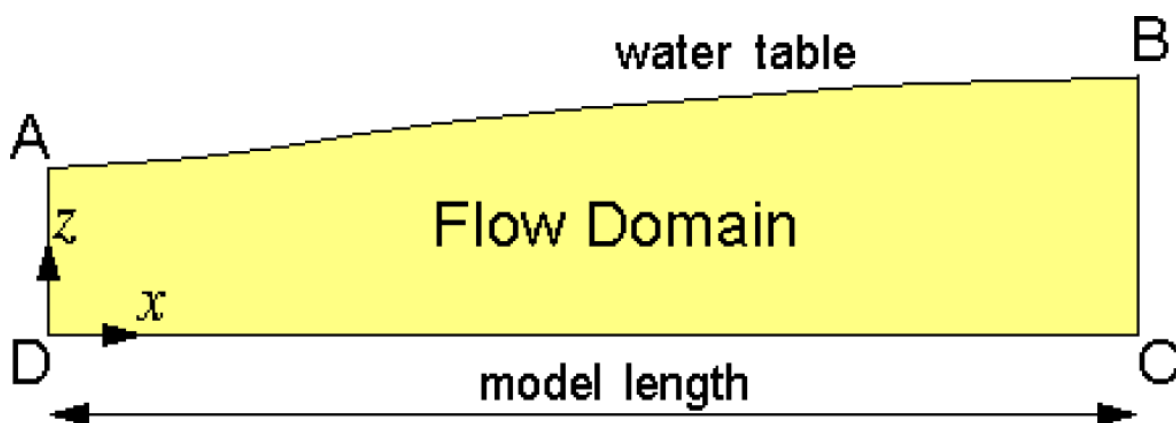 B
water table
A
z
Flow Domain
x
D
C
model length